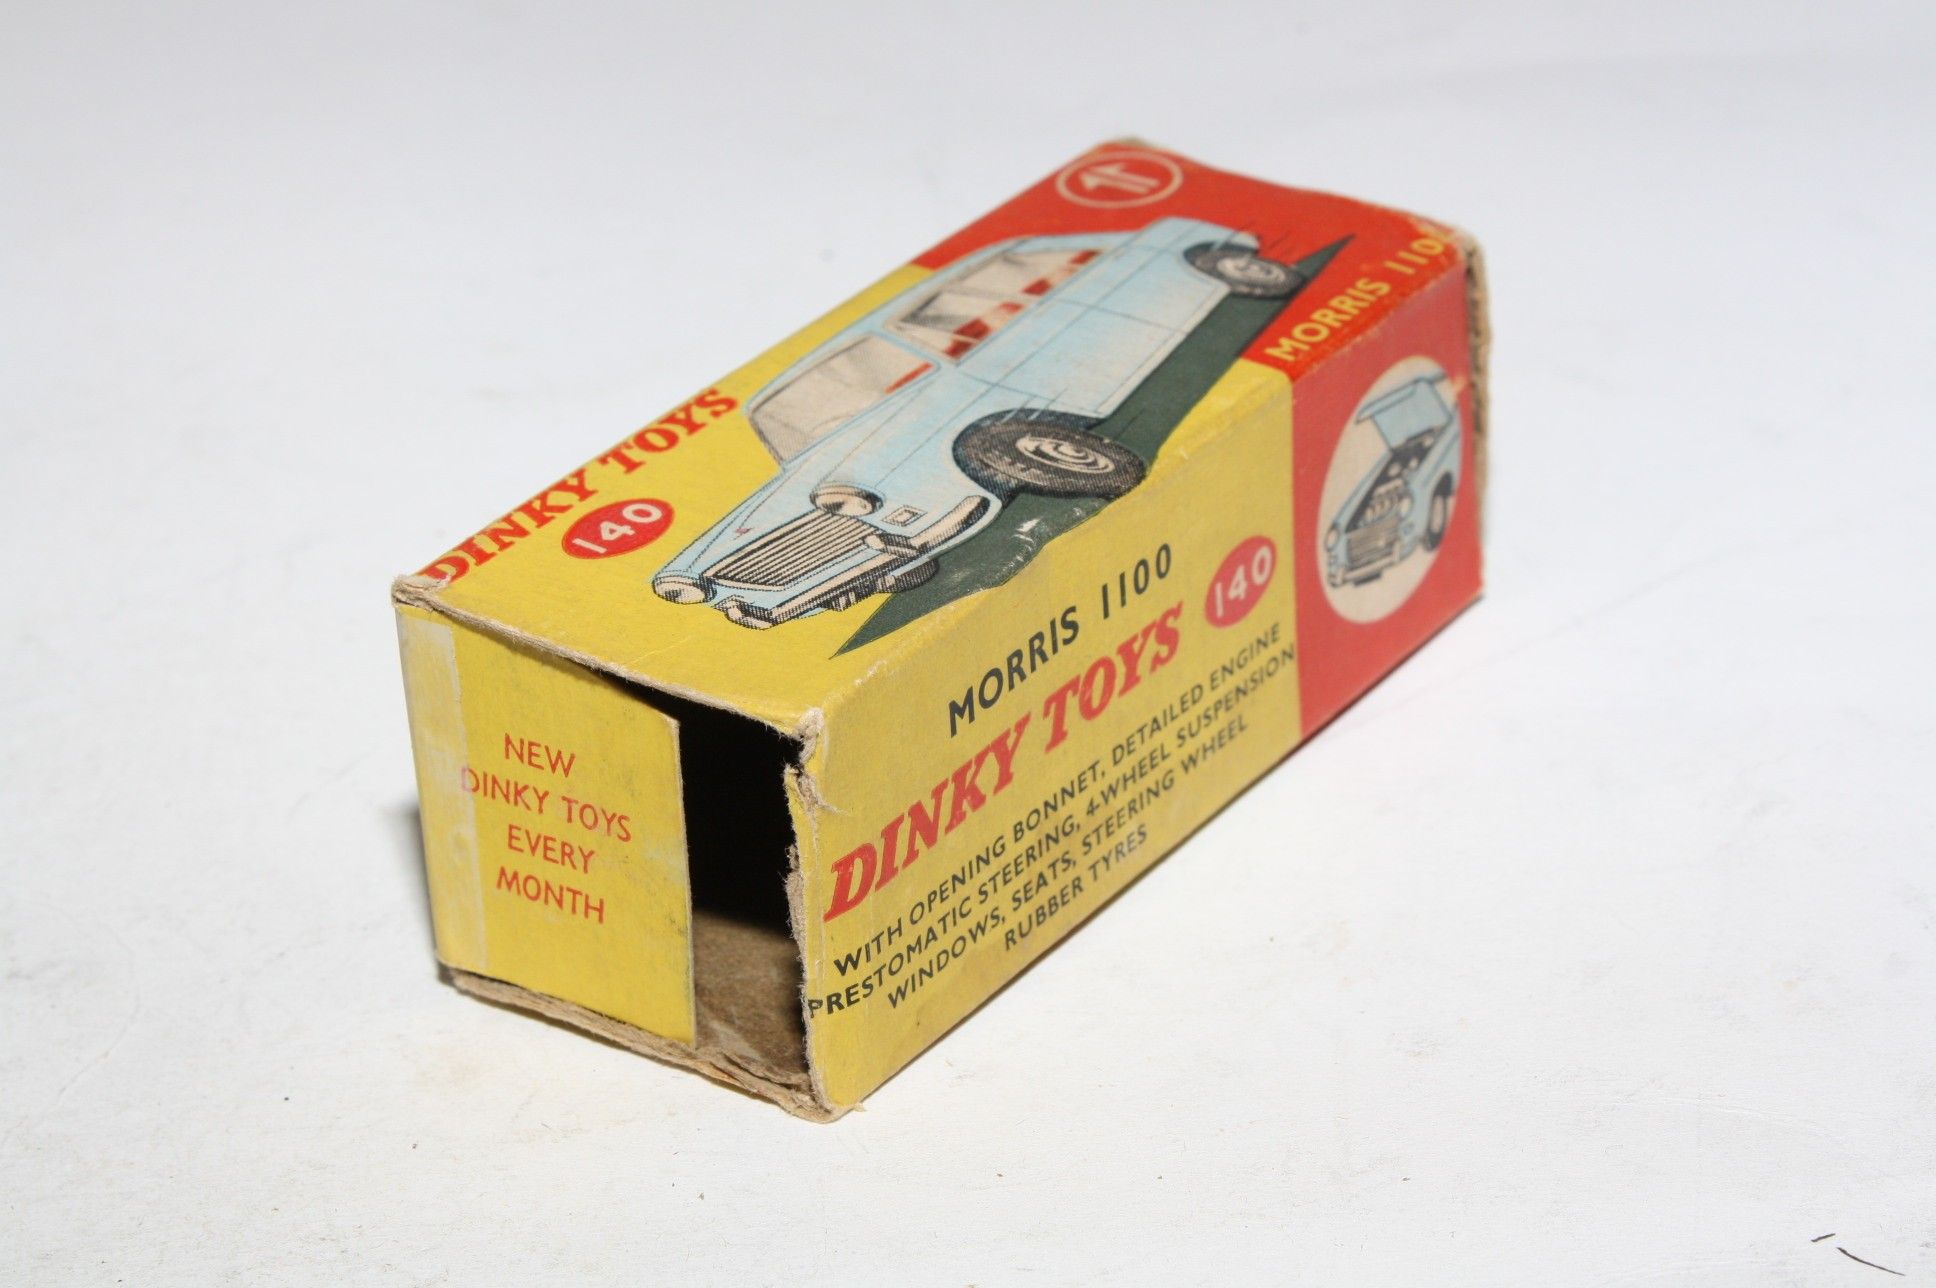 DINKY TOYS
140
MORRIS 1100
MORRIS 1100
DINKY TOYS 140
WITH OPENING BONNET, DETAILED ENGINE
PRESTOMATIC STEERING, 4-WHEEL SUSPENSION
WINDOWS, SEATS, STEERING WHEEL
RUBBER TYRES
NEW
DINKY TOYS
EVERY
MONTH